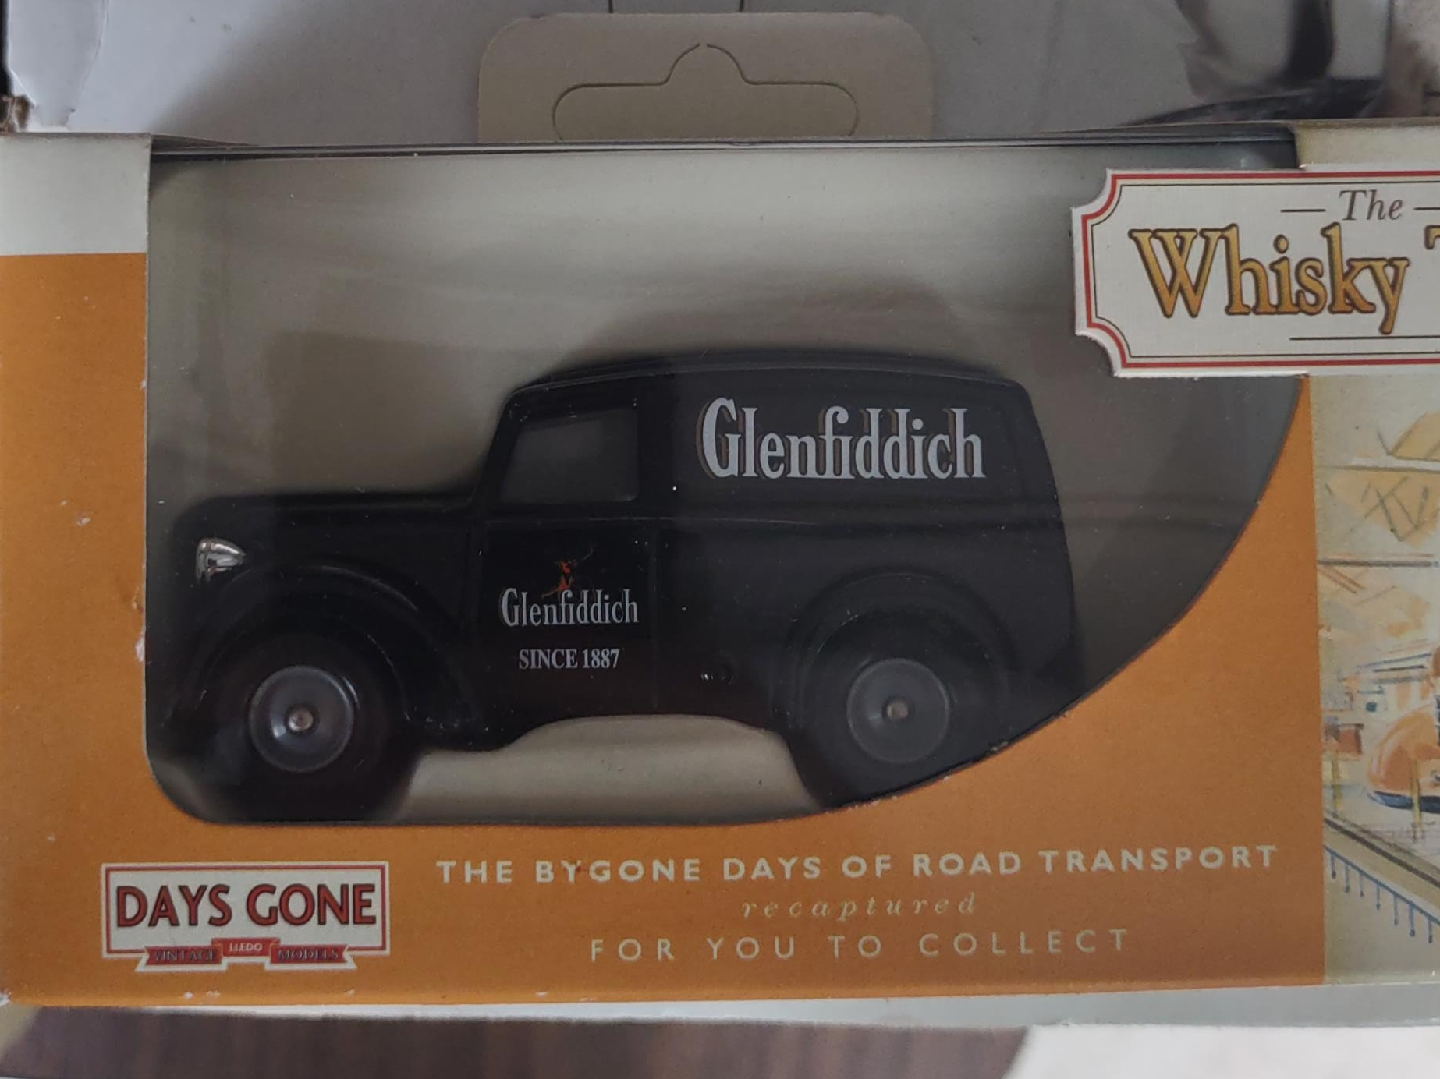 The
Whisky
Glenfiddich
Glenfiddich
SINCE 1887
THE BYGONE DAYS OF ROAD TRANSPORT
recaptured
FOR YOU TO COLLECT
DAYS GONE
VINTAGE LLEDO MODELS